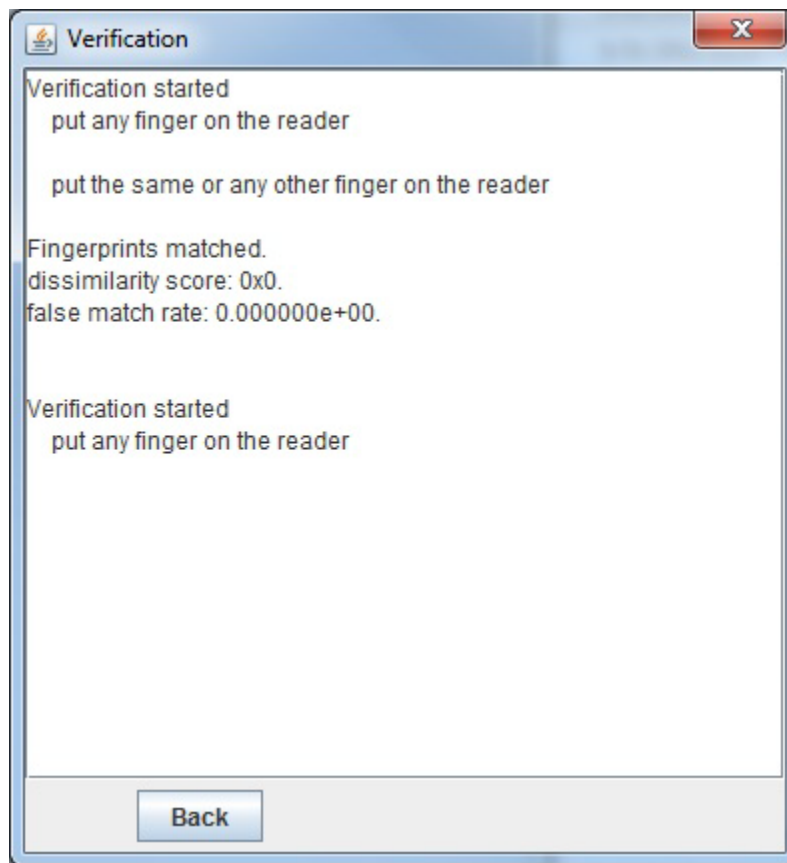 Verification
Verification started
put any finger on the reader
put the same or any other finger on the reader
Fingerprints matched.
dissimilarity score: 0x0.
false match rate: 0.000000e+00.
Verification started
put any finger on the reader
Back